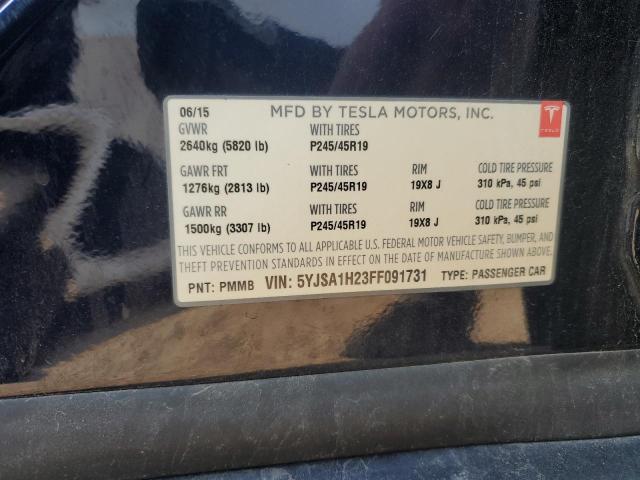 06/15 MFD BY TESLA MOTORS, INC.
GVWR WITH TIRES
2640kg (5820 lb) P245/45R19
GAWR FRT WITH TIRES RIM COLD TIRE PRESSURE
1276kg (2813 lb) P245/45R19 19X8 J 310 kPa, 45 psi
GAWR RR WITH TIRES RIM COLD TIRE PRESSURE
1500kg (3307 lb) P245/45R19 19X8 J 310 kPa, 45 psi
THIS VEHICLE CONFORMS TO ALL APPLICABLE U.S. FEDERAL MOTOR VEHICLE SAFETY, BUMPER, AND
THEFT PREVENTION STANDARDS IN EFFECT ON THE DATE OF MANUFACTURE SHOWN ABOVE.
PNT: PMMB VIN: 5YJSA1H23FF091731 TYPE: PASSENGER CAR
TESLA